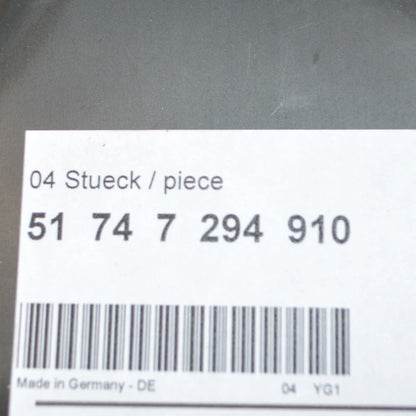 04 Stueck / piece
51 74 7 294 910
Made in Germany - DE 04 YG1